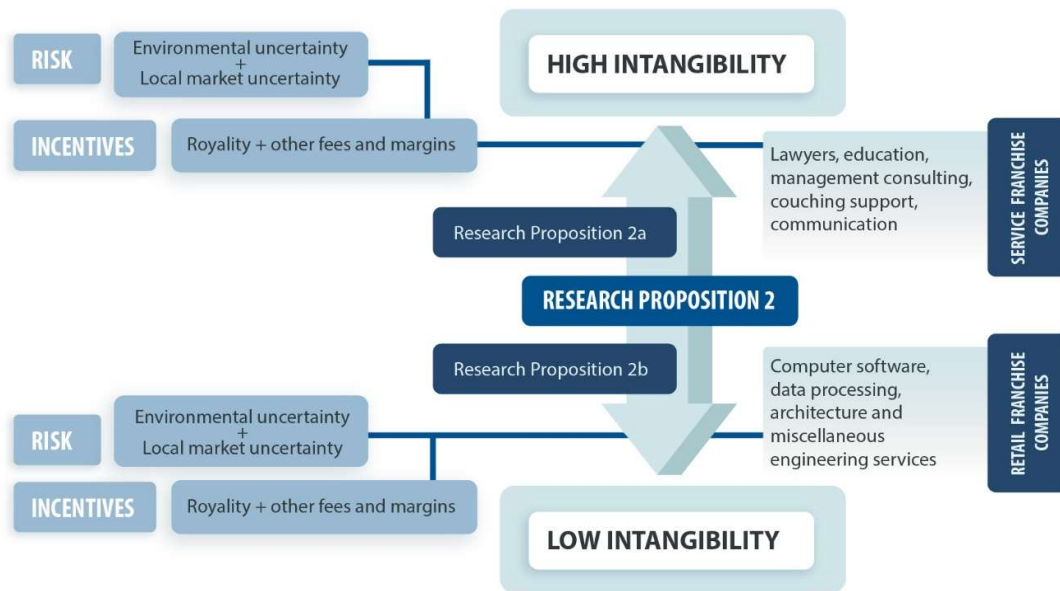 RISK
Environmental uncertainty
+
Local market uncertainty
INCENTIVES
Royality + other fees and margins
HIGH INTANGIBILITY
Lawyers, education,
management consulting,
couching support,
communication
SERVICE FRANCHISE
COMPANIES
Research Proposition 2a
RESEARCH PROPOSITION 2
Research Proposition 2b
Computer software,
data processing,
architecture and
miscellaneous
engineering services
RETAIL FRANCHISE
COMPANIES
RISK
Environmental uncertainty
+
Local market uncertainty
INCENTIVES
Royality + other fees and margins
LOW INTANGIBILITY